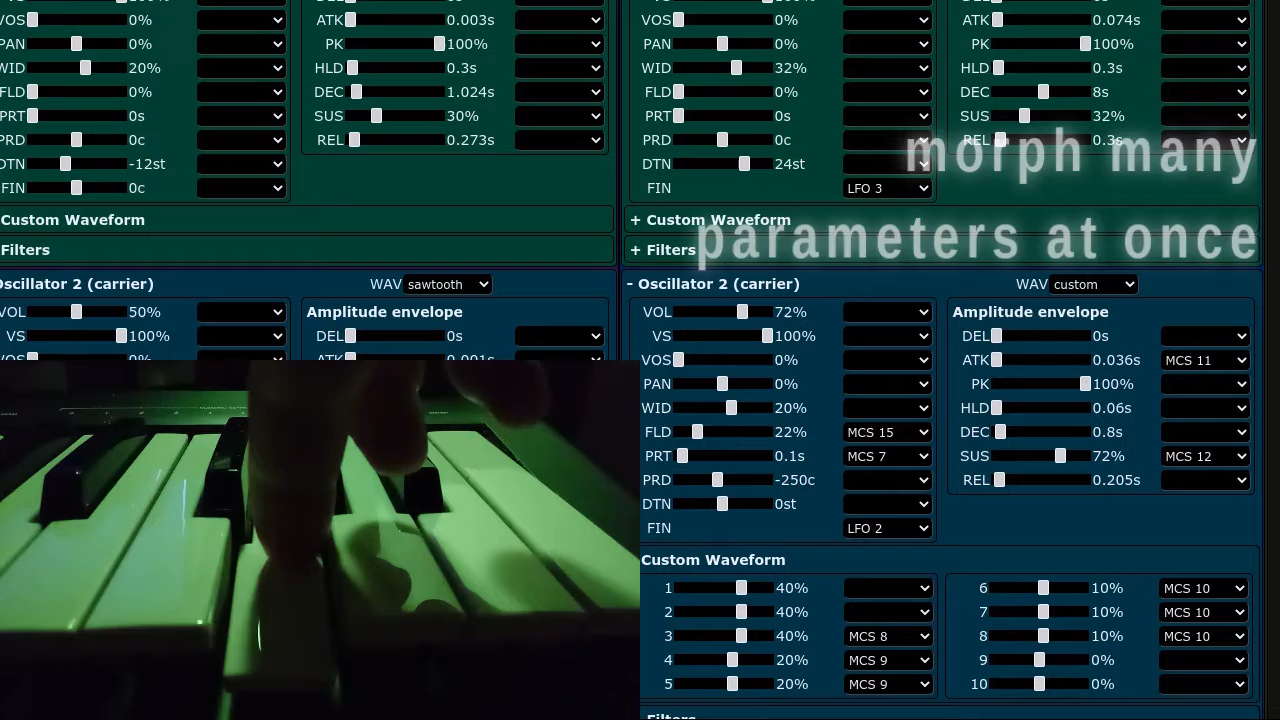 VOS 0% ATK 0.003s VOS 0% ATK 0.074s
PAN 0% PK 100% PAN 0% PK 100%
WID 20% HLD 0.3s WID 32% HLD 0.3s
FLD 0% DEC 1.024s FLD 0% DEC 8s
PRT 0s SUS 30% PRT 0s SUS 32%
PRD 0c REL 0.273s PRD 0c REL 0.3s
morph many
DTN -12st DTN 24st
FIN 0c FIN LFO 3
Custom Waveform + Custom Waveform
parameters at once
Filters + Filters
Oscillator 2 (carrier) WAV sawtooth - Oscillator 2 (carrier) WAV custom
VOL 50% Amplitude envelope VOL 72% Amplitude envelope
VS 100% DEL 0s VS 100% DEL 0s
VOS 0% ATK 0.001s VOS 0% ATK 0.036s MCS 11
PAN 0% PK 100%
WID 20% HLD 0.06s
FLD 22% MCS 15 DEC 0.8s
PRT 0.1s MCS 7 SUS 72% MCS 12
PRD -250c REL 0.205s
DTN 0st
FIN LFO 2
Custom Waveform
1 40% 6 10% MCS 10
2 40% 7 10% MCS 10
3 40% MCS 8 8 10% MCS 10
4 20% MCS 9 9 0%
5 20% MCS 9 10 0%
Filters